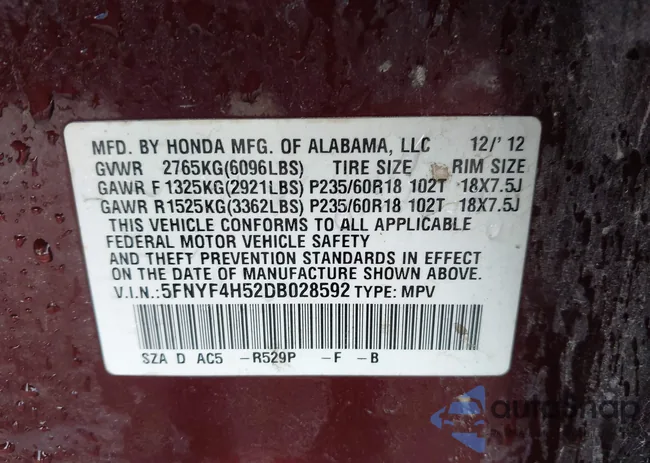 MFD. BY HONDA MFG. OF ALABAMA, LLC 12/'12
GVWR 2765KG(6096LBS) TIRE SIZE RIM SIZE
GAWR F 1325KG(2921LBS) P235/60R18 102T 18X7.5J
GAWR R1525KG(3362LBS) P235/60R18 102T 18X7.5J
THIS VEHICLE CONFORMS TO ALL APPLICABLE
FEDERAL MOTOR VEHICLE SAFETY
AND THEFT PREVENTION STANDARDS IN EFFECT
ON THE DATE OF MANUFACTURE SHOWN ABOVE.
V.I.N.:5FNYF4H52DB028592 TYPE: MPV
SZA D AC5 -R529P -F -B
autosnap